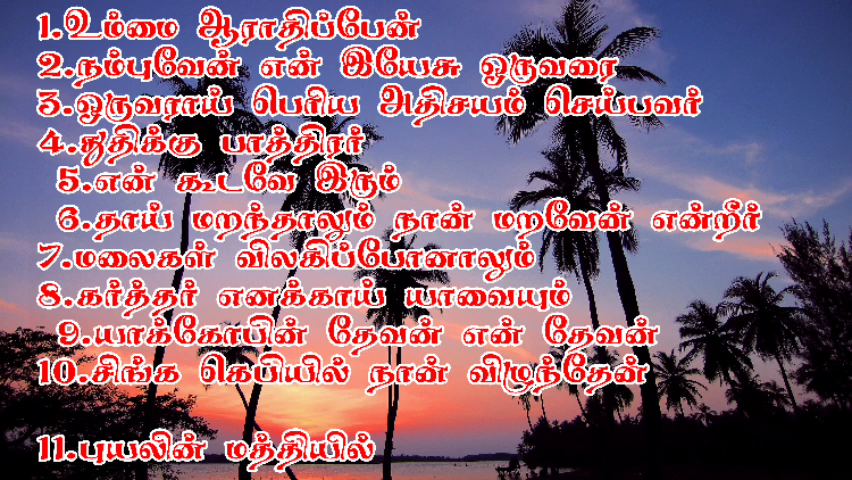 1.உம்மை ஆராதிப்பேன்
2.நம்புவேன் என் இயேசு ஒருவரை
3.ஒருவராய் பெரிய அதிசயம் செய்பவர்
4.துதிக்கு பாத்திரர்
5.என் கூடவே இரும்
6.தாய் மறந்தாலும் நான் மறவேன் என்றீர்
7.மலைகள் விலகிப்போனாலும்
8.கர்த்தர் எனக்காய் யாவையும்
9.யாக்கோபின் தேவன் என் தேவன்
10.சிங்க கெபியில் நான் விழுந்தேன்
11.புயலின் மத்தியில்